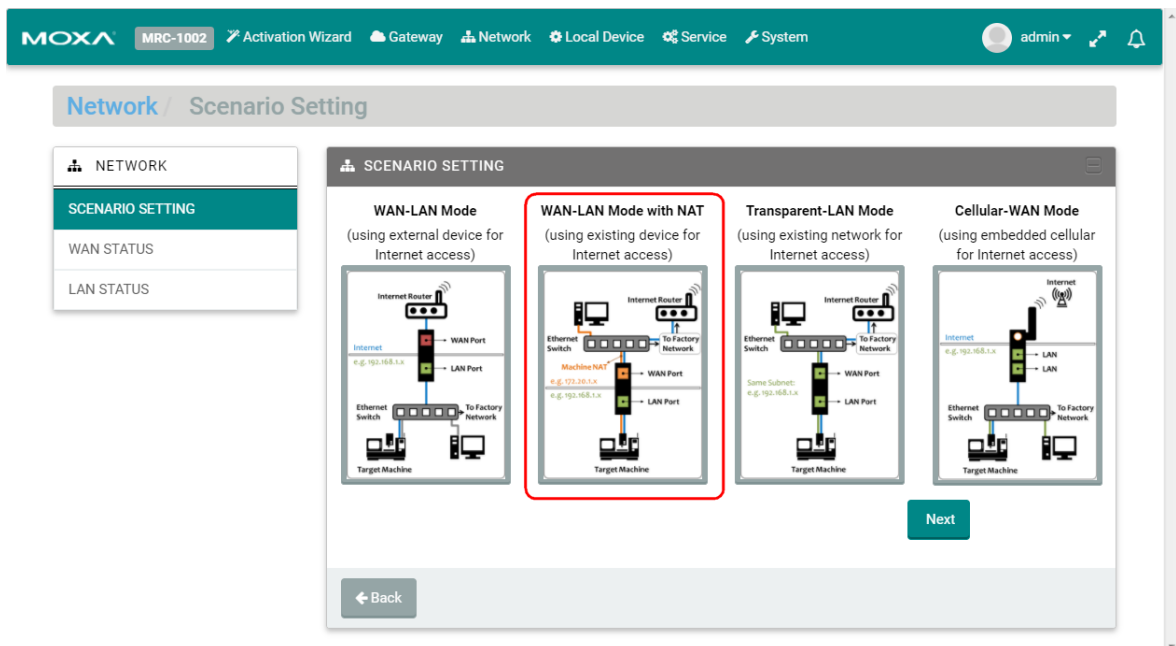 MOXA MRC-1002 Activation Wizard Gateway Network Local Device Service System admin
Network / Scenario Setting
NETWORK
SCENARIO SETTING
WAN STATUS
LAN STATUS
SCENARIO SETTING
WAN-LAN Mode
(using external device for
Internet access)
Internet Router
WAN Port
Internet
e.g. 192.168.1.x
LAN Port
Ethernet
Switch
To Factory
Network
Target Machine
WAN-LAN Mode with NAT
(using existing device for
Internet access)
Internet Router
Ethernet
Switch
To Factory
Network
Machine NAT
WAN Port
e.g. 172.20.1.x
e.g. 192.168.1.x
LAN Port
Target Machine
Transparent-LAN Mode
(using existing network for
Internet access)
Internet Router
Ethernet
Switch
To Factory
Network
WAN Port
Same Subnet:
e.g. 192.168.1.x
LAN Port
Target Machine
Cellular-WAN Mode
(using embedded cellular
for Internet access)
Internet
Internet
e.g. 192.168.1.x
LAN
LAN
Ethernet
Switch
To Factory
Network
Target Machine
Next
Back